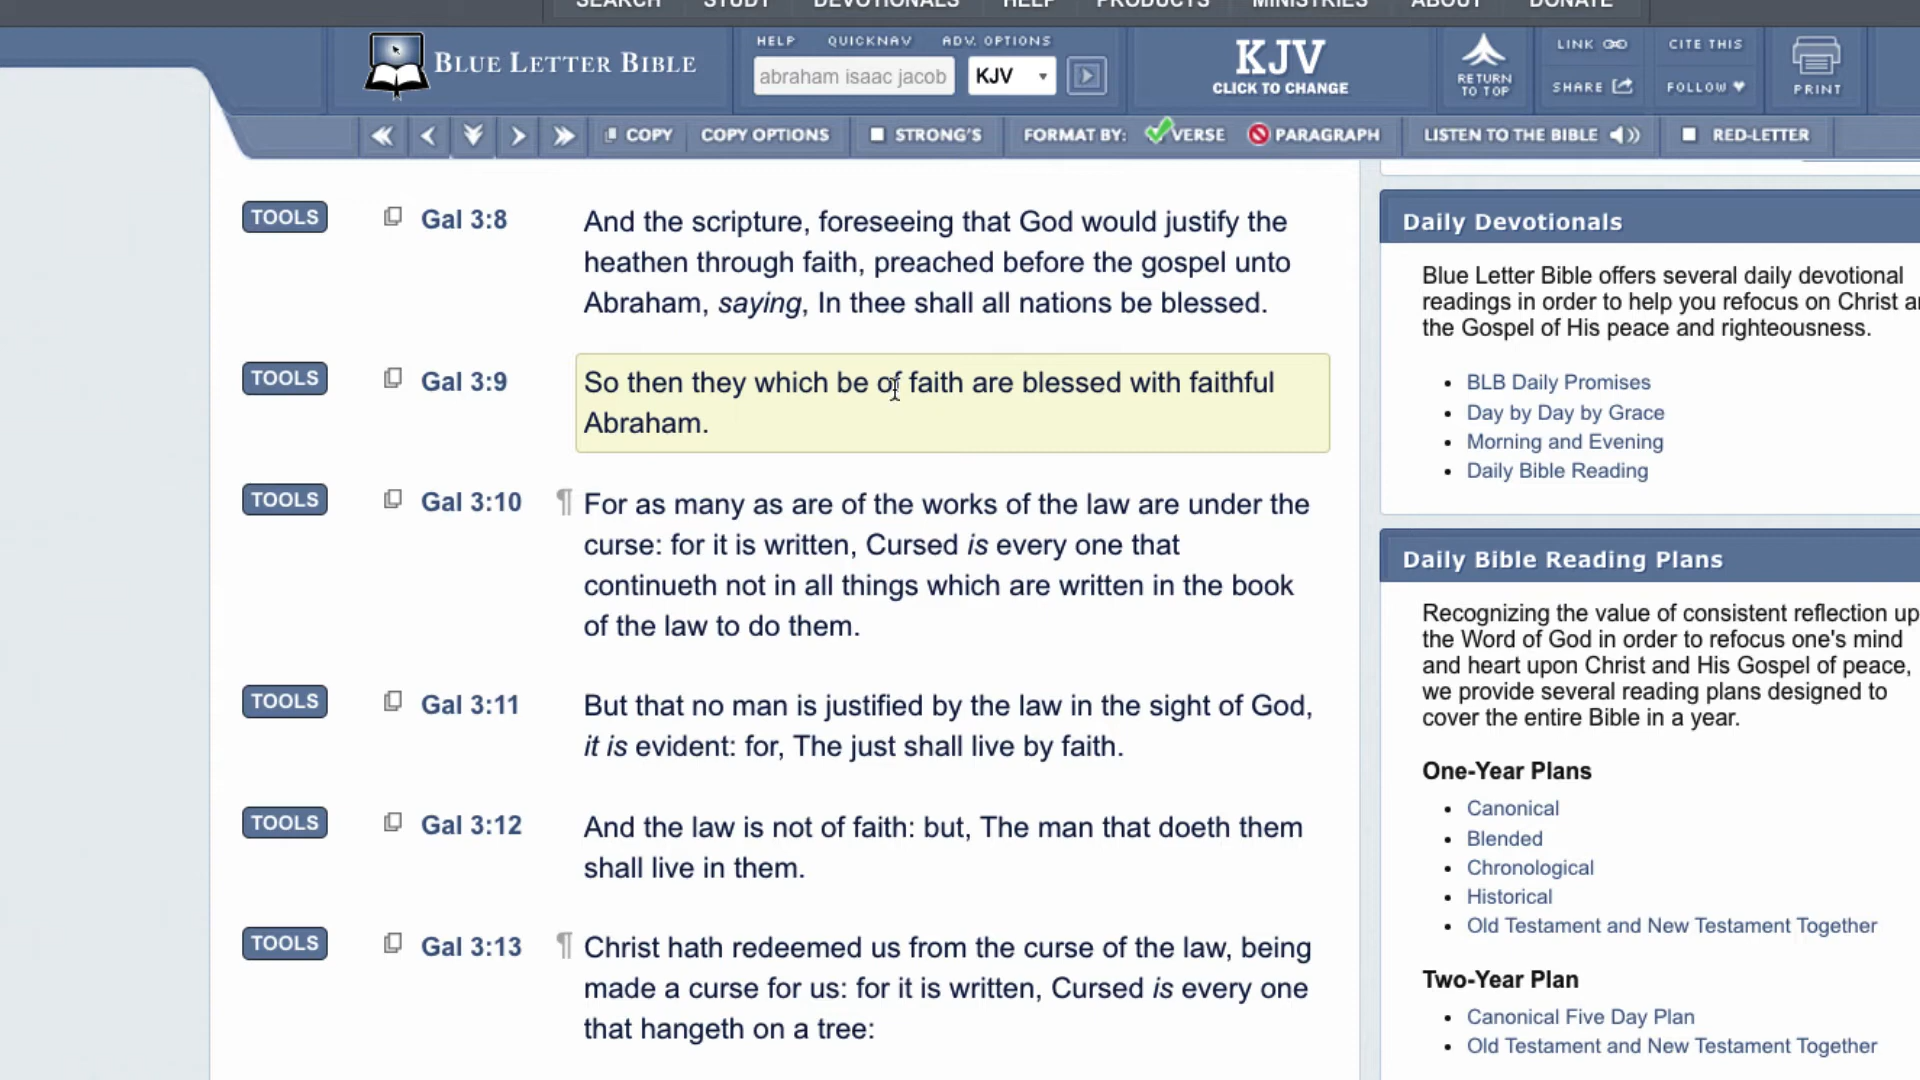 SEARCH STUDY DEVOTIONALS HELP PRODUCTS MINISTRIES ABOUT DONATE
BLUE LETTER BIBLE
HELP QUICKNAV ADV. OPTIONS
abraham isaac jacob KJV
KJV
CLICK TO CHANGE
RETURN
TO TOP
LINK
SHARE
CITE THIS
FOLLOW
PRINT
COPY COPY OPTIONS STRONG'S FORMAT BY: VERSE PARAGRAPH LISTEN TO THE BIBLE RED-LETTER
TOOLS Gal 3:8 And the scripture, foreseeing that God would justify the
heathen through faith, preached before the gospel unto
Abraham, saying, In thee shall all nations be blessed.
TOOLS Gal 3:9 So then they which be of faith are blessed with faithful
Abraham.
TOOLS Gal 3:10 ¶ For as many as are of the works of the law are under the
curse: for it is written, Cursed is every one that
continueth not in all things which are written in the book
of the law to do them.
TOOLS Gal 3:11 But that no man is justified by the law in the sight of God,
it is evident: for, The just shall live by faith.
TOOLS Gal 3:12 And the law is not of faith: but, The man that doeth them
shall live in them.
TOOLS Gal 3:13 ¶ Christ hath redeemed us from the curse of the law, being
made a curse for us: for it is written, Cursed is every one
that hangeth on a tree:
Daily Devotionals
Blue Letter Bible offers several daily devotional
readings in order to help you refocus on Christ
the Gospel of His peace and righteousness.
• BLB Daily Promises
• Day by Day by Grace
• Morning and Evening
• Daily Bible Reading
Daily Bible Reading Plans
Recognizing the value of consistent reflection up
the Word of God in order to refocus one's mind
and heart upon Christ and His Gospel of peace,
we provide several reading plans designed to
cover the entire Bible in a year.
One-Year Plans
• Canonical
• Blended
• Chronological
• Historical
• Old Testament and New Testament Together
Two-Year Plan
• Canonical Five Day Plan
• Old Testament and New Testament Together